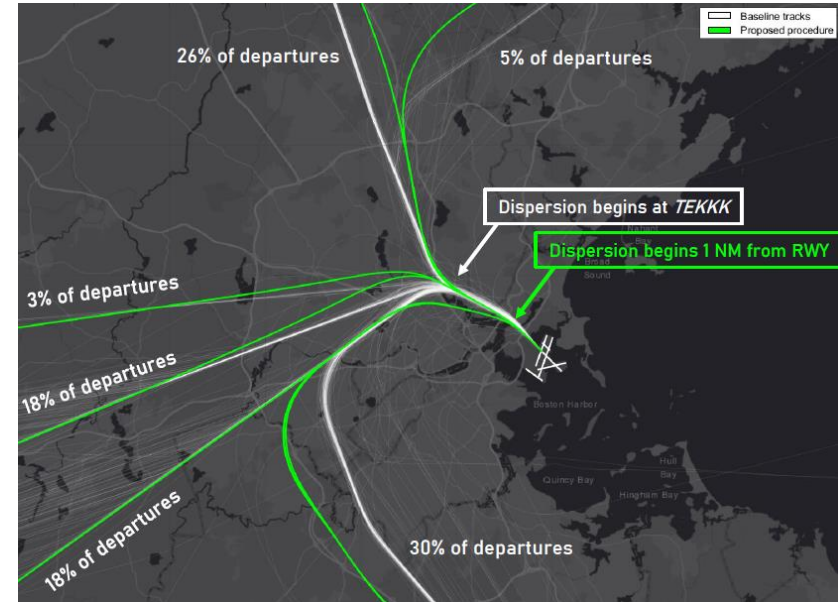 Baseline tracks
Proposed procedure
26% of departures
5% of departures
Dispersion begins at TEKKK
Nahant
Bay
Dispersion begins 1 NM from RWY
Broad
Sound
3% of departures
18% of departures
Boston Harbor
18% of departures
Quincy Bay
Hull
Bay
Hingham Bay
30% of departures